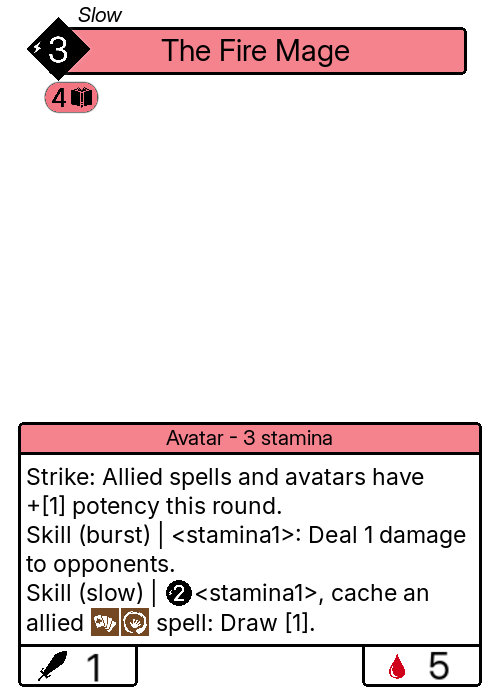 Slow
3
The Fire Mage
4
Avatar - 3 stamina
Strike: Allied spells and avatars have
+[1] potency this round.
Skill (burst) | <stamina1>: Deal 1 damage
to opponents.
Skill (slow) | 2<stamina1>, cache an
allied spell: Draw [1].
1
5